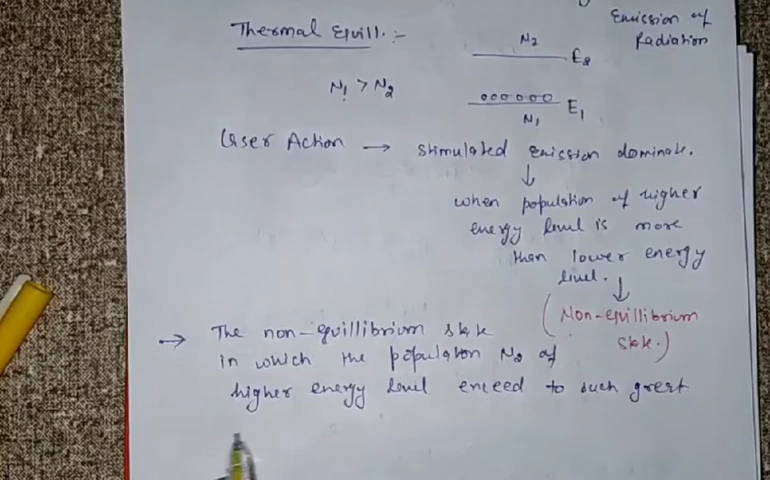 Emission of
Radiation
Thermal Equill. :-
N2
E2
N1 > N2
E1
N1
Laser Action → stimulated Emission dominate.
↓
when population of higher
energy level is more
than lower energy
level.
↓
(Non-equillibrium
state.)
→ The non-equillibrium state
in which the population N2 of
higher energy level exceed to such great